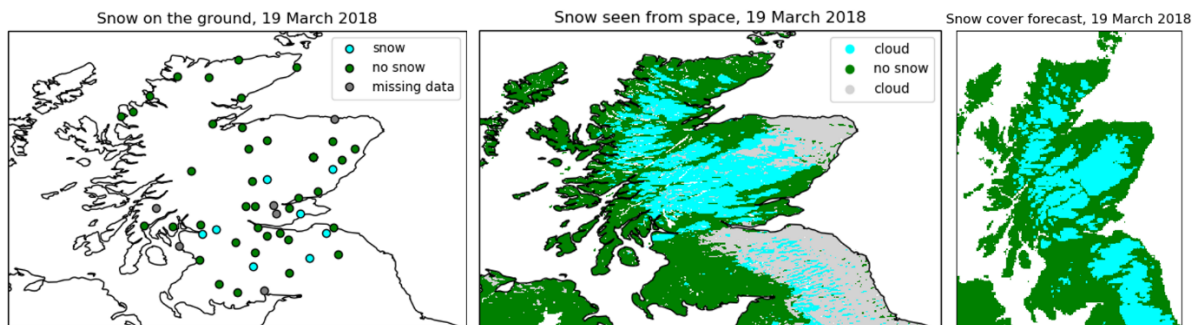 Snow on the ground, 19 March 2018
snow
no snow
missing data
Snow seen from space, 19 March 2018
cloud
no snow
cloud
Snow cover forecast, 19 March 2018